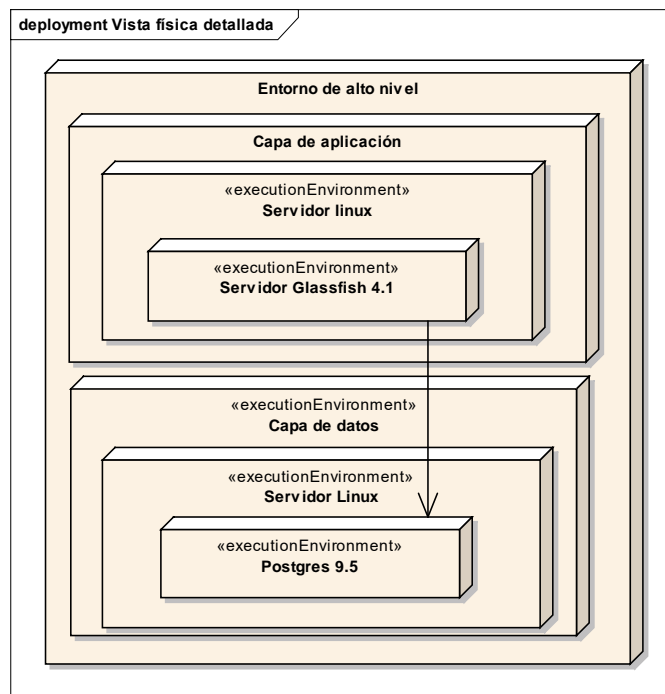 deployment Vista física detallada
Entorno de alto nivel
Capa de aplicación
«executionEnvironment»
Servidor linux
«executionEnvironment»
Servidor Glassfish 4.1
«executionEnvironment»
Capa de datos
«executionEnvironment»
Servidor Linux
«executionEnvironment»
Postgres 9.5